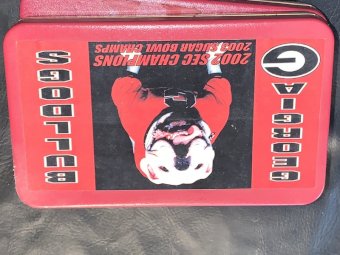 GEORGIA
G
2002 SEC CHAMPIONS
2003 SUGAR BOWL CHAMPS
BULLDOGS